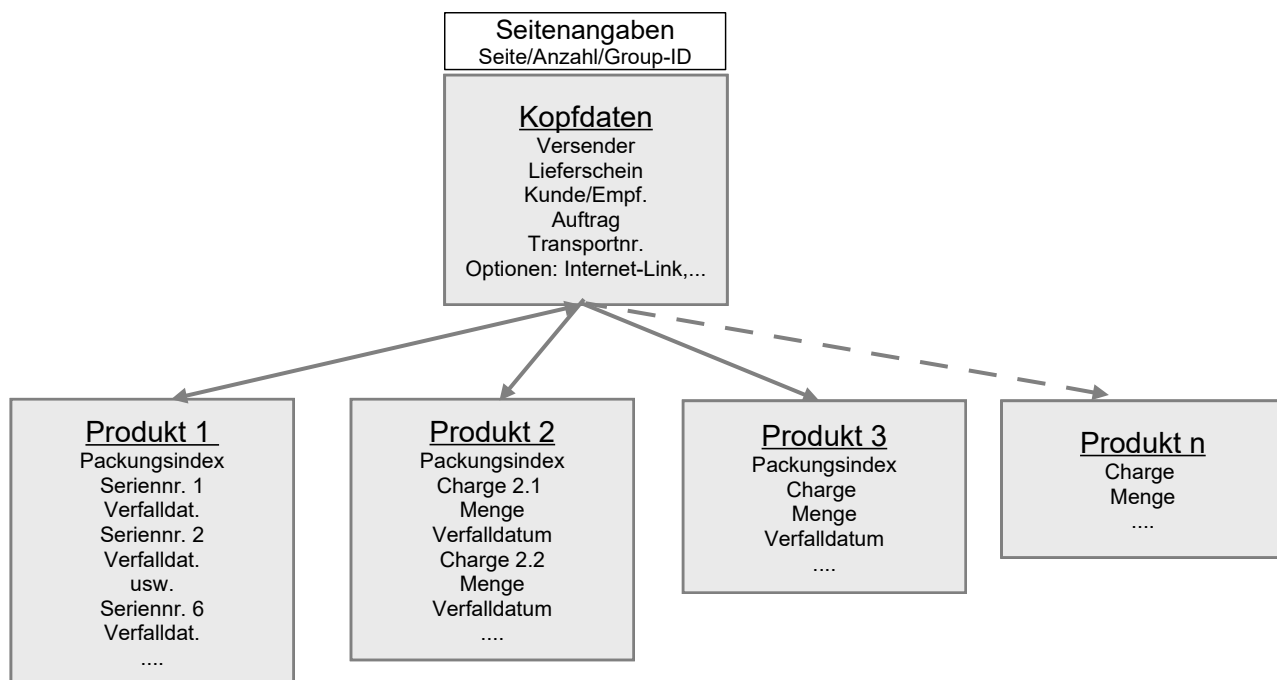 Seitenangaben
Seite/Anzahl/Group-ID
Kopfdaten
Versender
Lieferschein
Kunde/Empf.
Auftrag
Transportnr.
Optionen: Internet-Link,...
Produkt 1
Packungsindex
Seriennr. 1
Verfalldat.
Seriennr. 2
Verfalldat.
usw.
Seriennr. 6
Verfalldat.
....
Produkt 2
Packungsindex
Charge 2.1
Menge
Verfalldatum
Charge 2.2
Menge
Verfalldatum
....
Produkt 3
Packungsindex
Charge
Menge
Verfalldatum
....
Produkt n
Charge
Menge
....